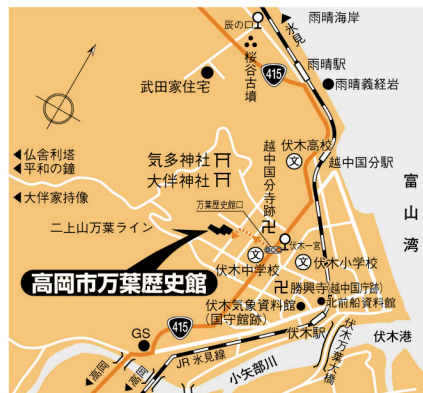 雨晴海岸
氷見
辰の口
桜谷古墳
雨晴駅
415
武田家住宅
雨晴義経岩
仏舎利塔
平和の鐘
大伴家持像
気多神社
大伴神社
越中国分寺跡
伏木高校
文
越中国分駅
富山湾
万葉歴史館口
二上山万葉ライン
伏木一宮
文
伏木中学校
文
伏木小学校
高岡市万葉歴史館
勝興寺(越中国庁跡)
伏木気象資料館
(国守館跡)
北前船資料館
415
GS
伏木駅
伏木万葉大橋
伏木港
JR氷見線
小矢部川
高岡
高岡